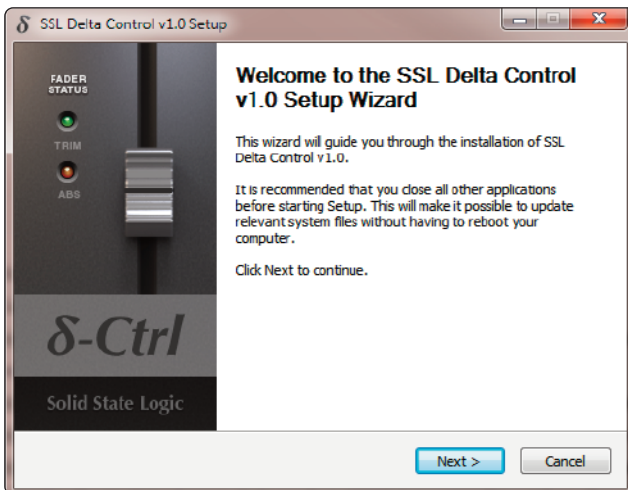 δ SSL Delta Control v1.0 Setup
FADER
STATUS
TRIM
ABS
δ-Ctrl
Solid State Logic
Welcome to the SSL Delta Control
v1.0 Setup Wizard
This wizard will guide you through the installation of SSL
Delta Control v1.0.
It is recommended that you close all other applications
before starting Setup. This will make it possible to update
relevant system files without having to reboot your
computer.
Click Next to continue.
Next >
Cancel